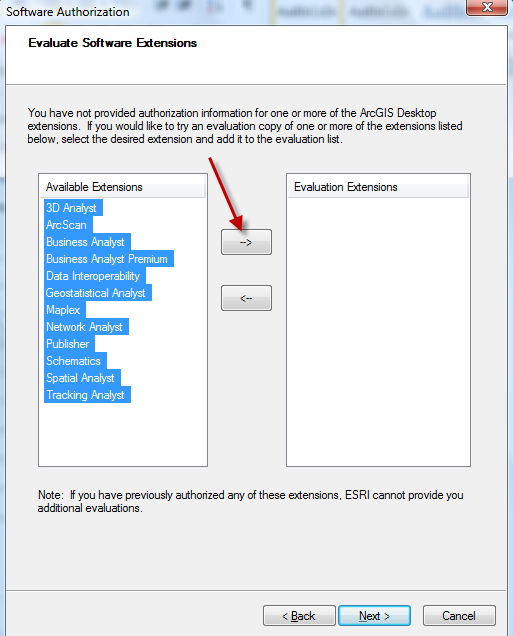 Software Authorization
Evaluate Software Extensions
You have not provided authorization information for one or more of the ArcGIS Desktop
extensions. If you would like to try an evaluation copy of one or more of the extensions listed
below, select the desired extension and add it to the evaluation list.
Available Extensions
3D Analyst
ArcScan
Business Analyst
Business Analyst Premium
Data Interoperability
Geostatistical Analyst
Maplex
Network Analyst
Publisher
Schematics
Spatial Analyst
Tracking Analyst
-->
<--
Evaluation Extensions
Note: If you have previously authorized any of these extensions, ESRI cannot provide you
additional evaluations.
< Back
Next >
Cancel